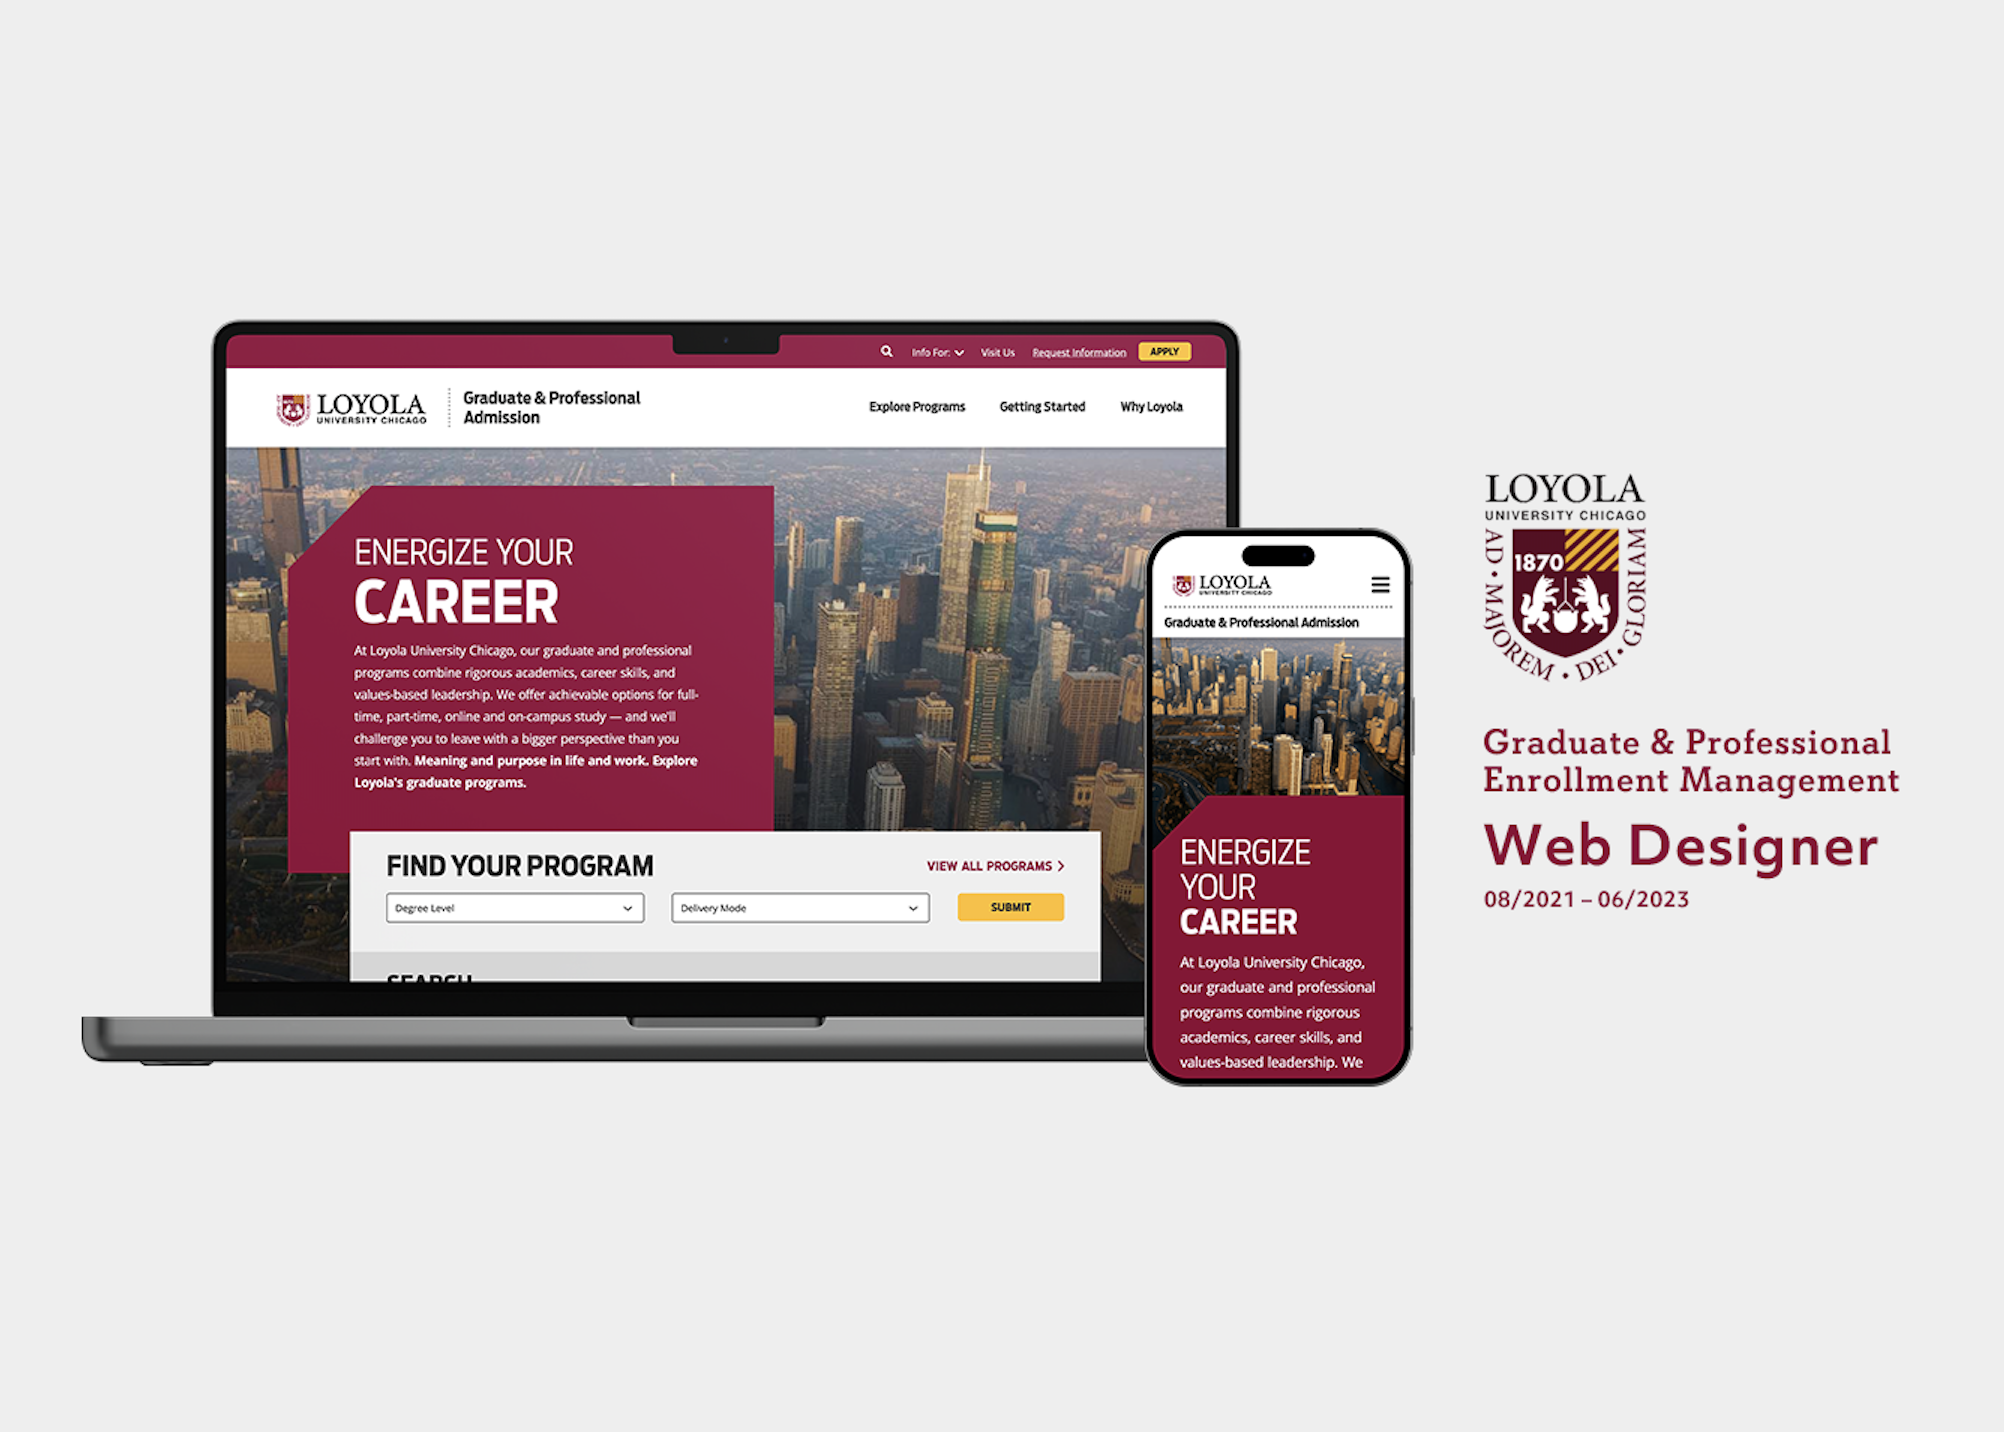 Info For:
Visit Us
Request Information
APPLY
LOYOLA
UNIVERSITY CHICAGO
Graduate & Professional
Admission
Explore Programs
Getting Started
Why Loyola
ENERGIZE YOUR
CAREER
At Loyola University Chicago, our graduate and professional
programs combine rigorous academics, career skills, and
values-based leadership. We offer achievable options for full-
time, part-time, online and on-campus study — and we'll
challenge you to leave with a bigger perspective than you
start with. Meaning and purpose in life and work. Explore
Loyola's graduate programs.
FIND YOUR PROGRAM
VIEW ALL PROGRAMS
Degree Level
Delivery Mode
SUBMIT
SEARCH
LOYOLA
UNIVERSITY CHICAGO
Graduate & Professional Admission
ENERGIZE
YOUR
CAREER
At Loyola University Chicago,
our graduate and professional
programs combine rigorous
academics, career skills, and
values-based leadership. We
LOYOLA
UNIVERSITY CHICAGO
1870
AD • MAJOREM • DEI • GLORIAM
Graduate & Professional
Enrollment Management
Web Designer
08/2021 – 06/2023